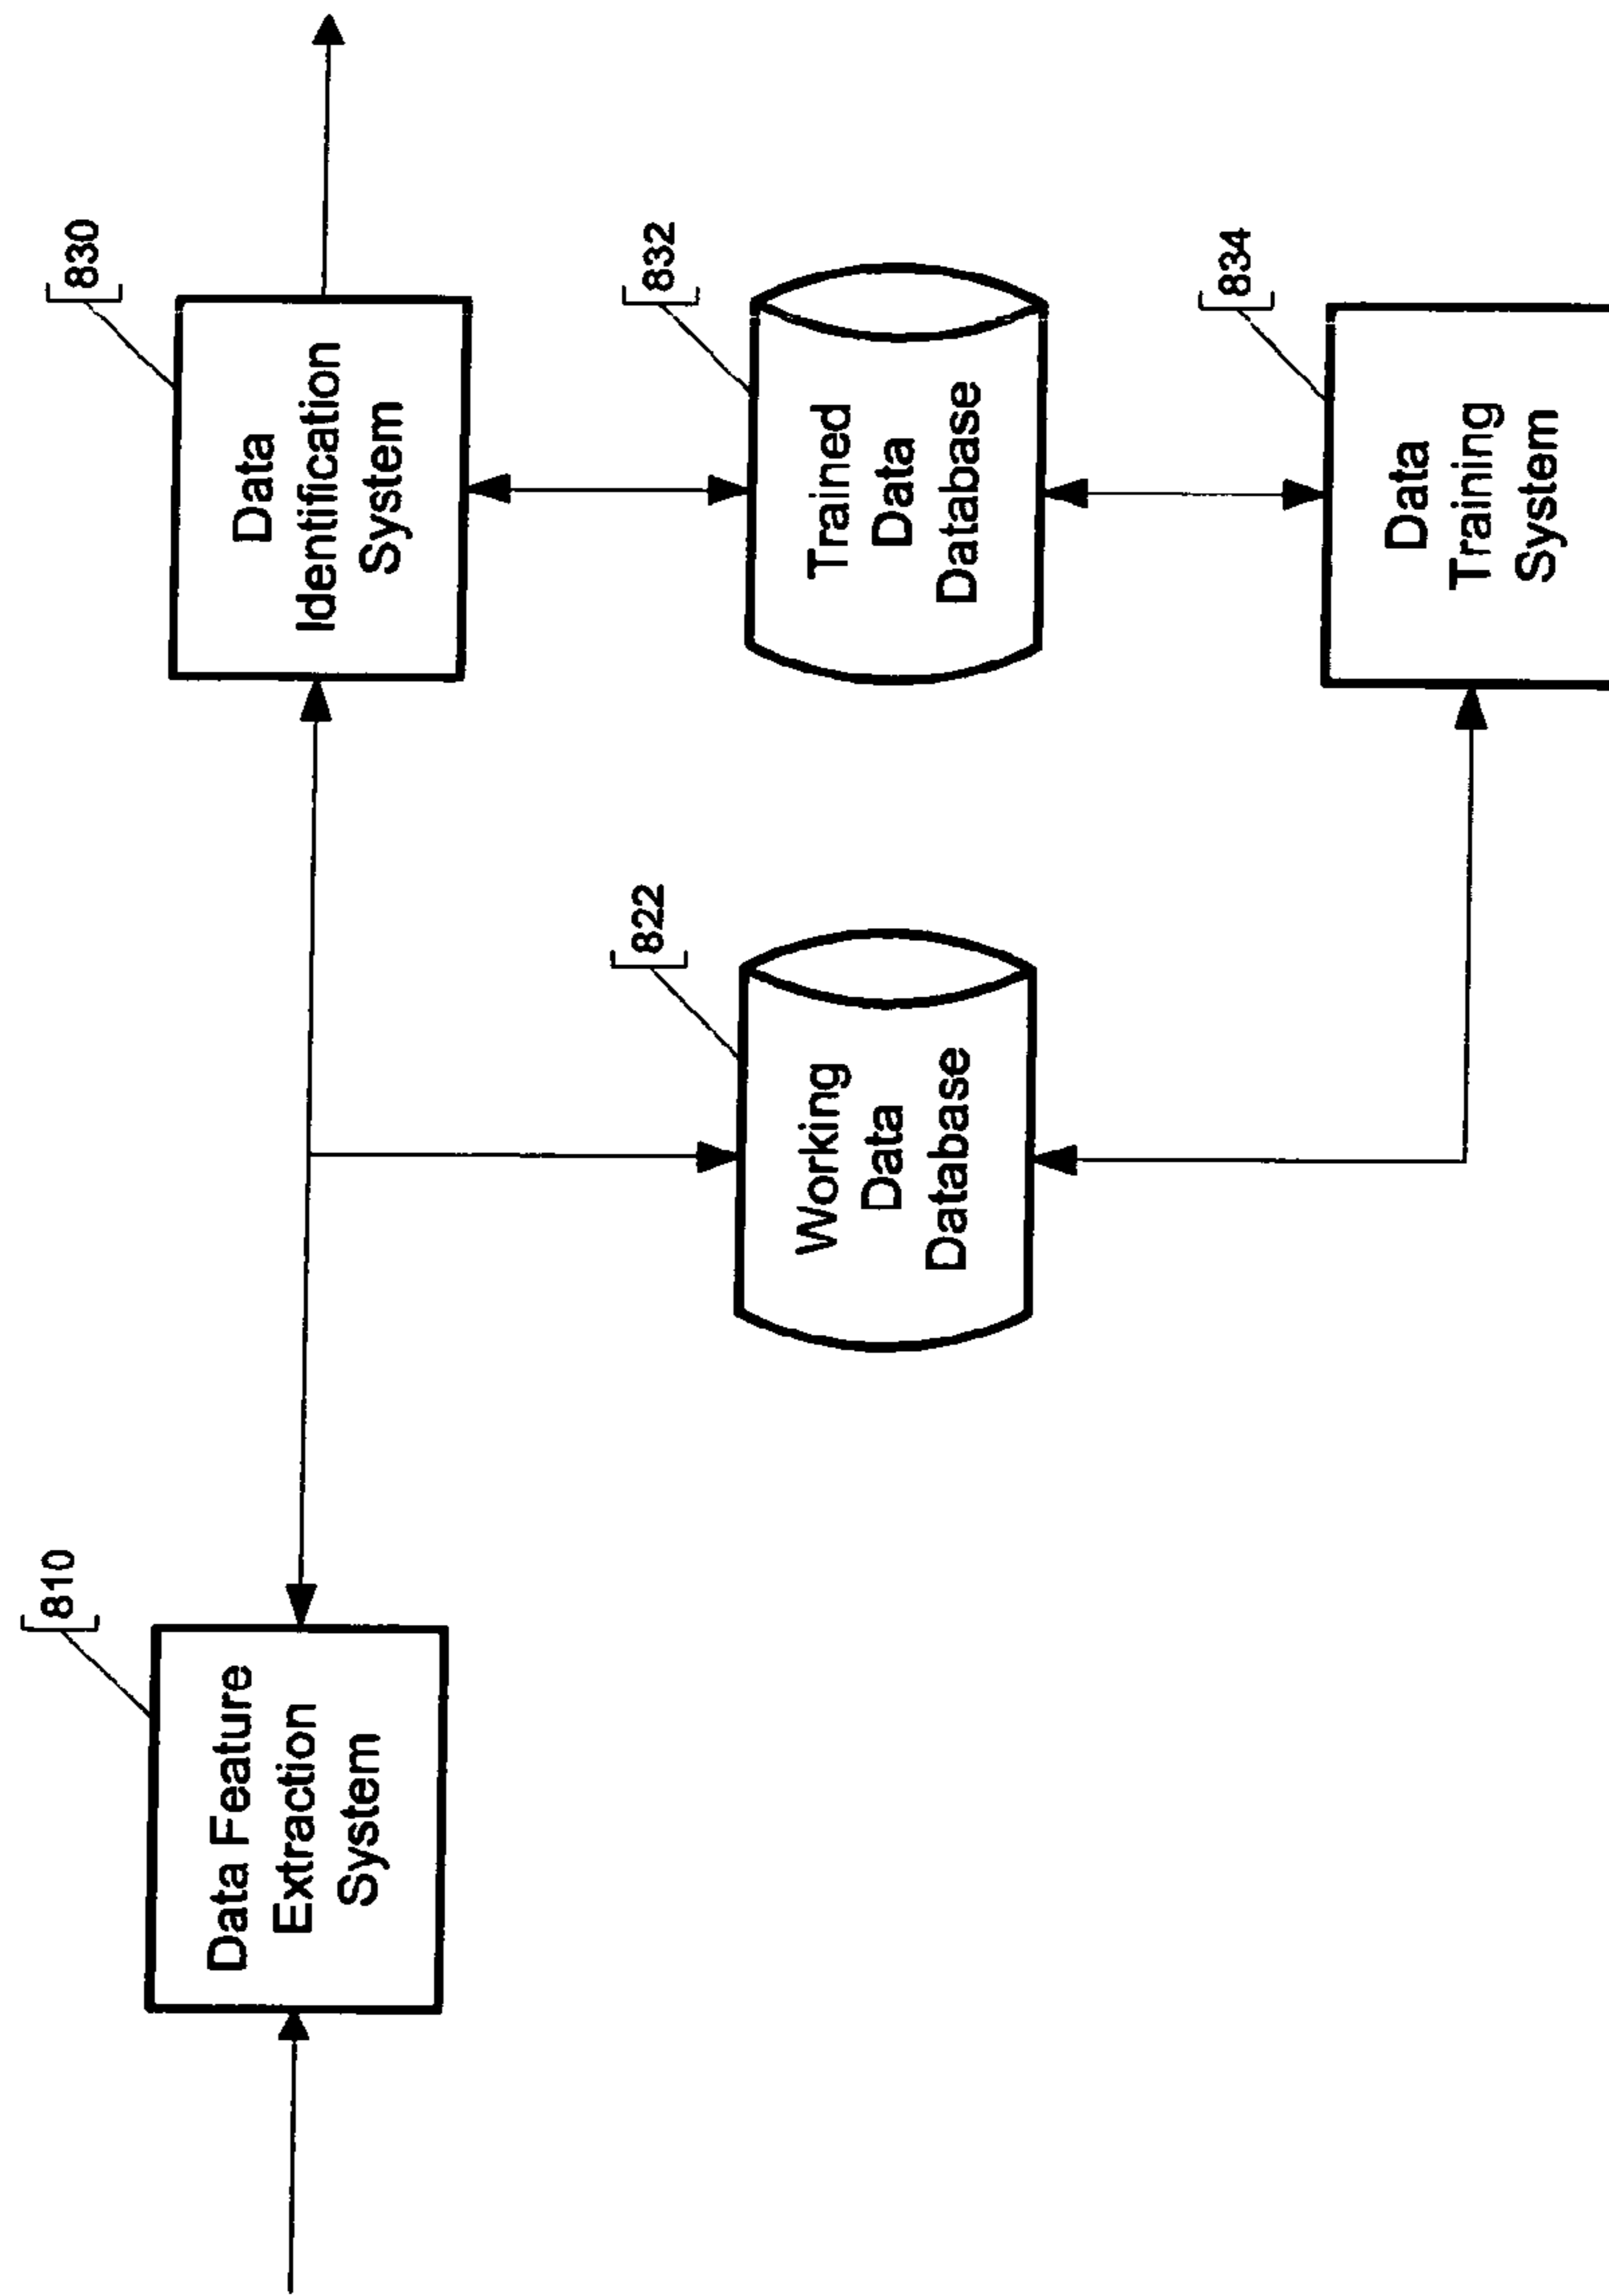 810
Data Feature
Extraction
System
830
Data
Identification
System
822
Working
Data
Database
832
Trained
Data
Database
834
Data
Training
System